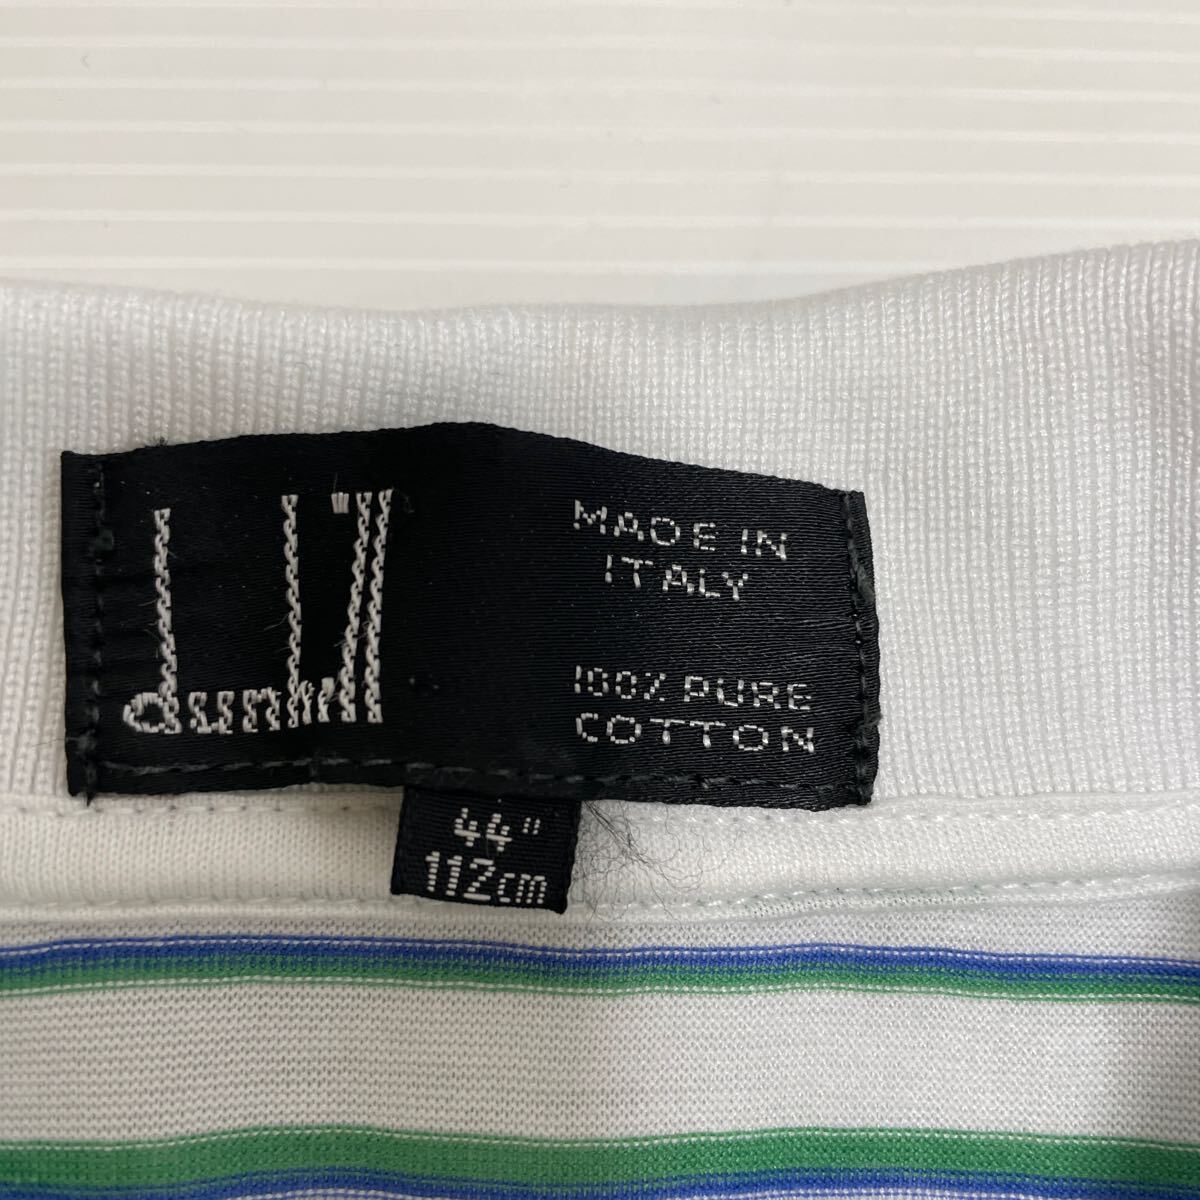 dunhill
MADE IN
ITALY
100% PURE
COTTON
44"
112cm